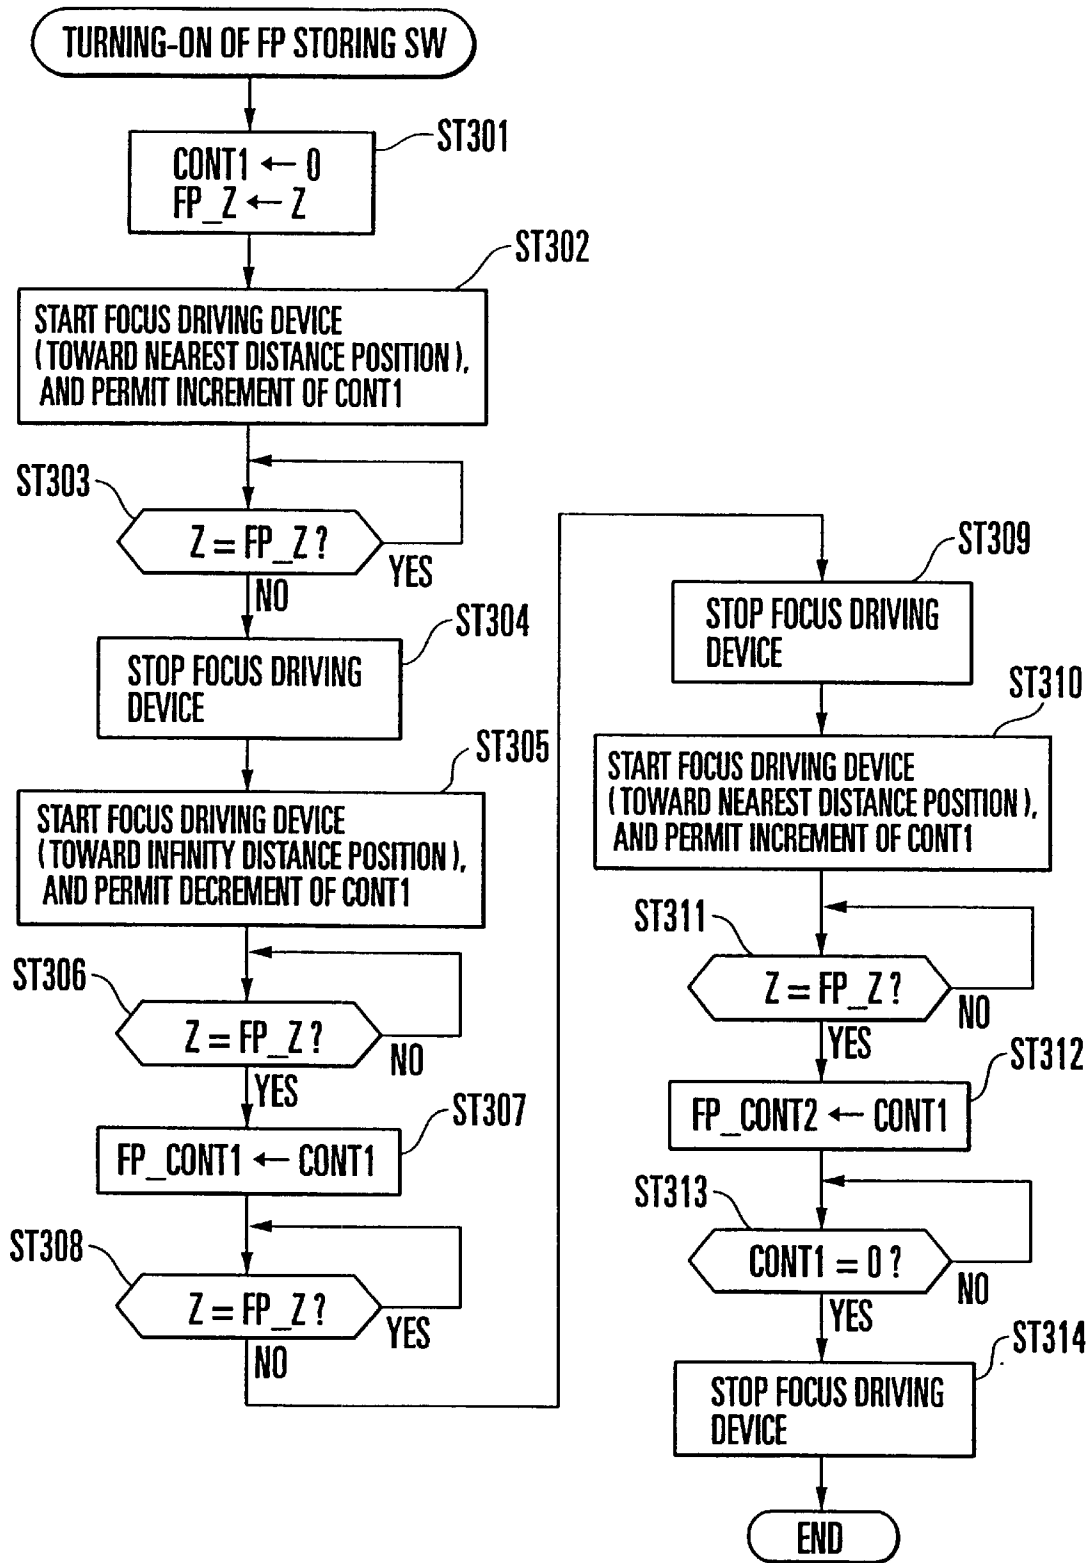 TURNING-ON OF FP STORING SW
ST301
CONT1 ← 0
FP_Z ← Z
ST302
START FOCUS DRIVING DEVICE
(TOWARD NEAREST DISTANCE POSITION),
AND PERMIT INCREMENT OF CONT1
ST303
Z = FP_Z ?
YES
NO
ST304
STOP FOCUS DRIVING
DEVICE
ST305
START FOCUS DRIVING DEVICE
(TOWARD INFINITY DISTANCE POSITION),
AND PERMIT DECREMENT OF CONT1
ST306
Z = FP_Z ?
NO
YES
ST307
FP_CONT1 ← CONT1
ST308
Z = FP_Z ?
YES
NO
ST309
STOP FOCUS DRIVING
DEVICE
ST310
START FOCUS DRIVING DEVICE
(TOWARD NEAREST DISTANCE POSITION),
AND PERMIT INCREMENT OF CONT1
ST311
Z = FP_Z ?
NO
YES
ST312
FP_CONT2 ← CONT1
ST313
CONT1 = 0 ?
NO
YES
ST314
STOP FOCUS DRIVING
DEVICE
END